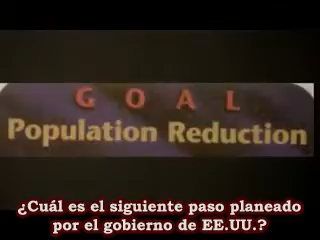 GOAL
Population Reduction
¿Cuál es el siguiente paso planeado
por el gobierno de EE.UU.?